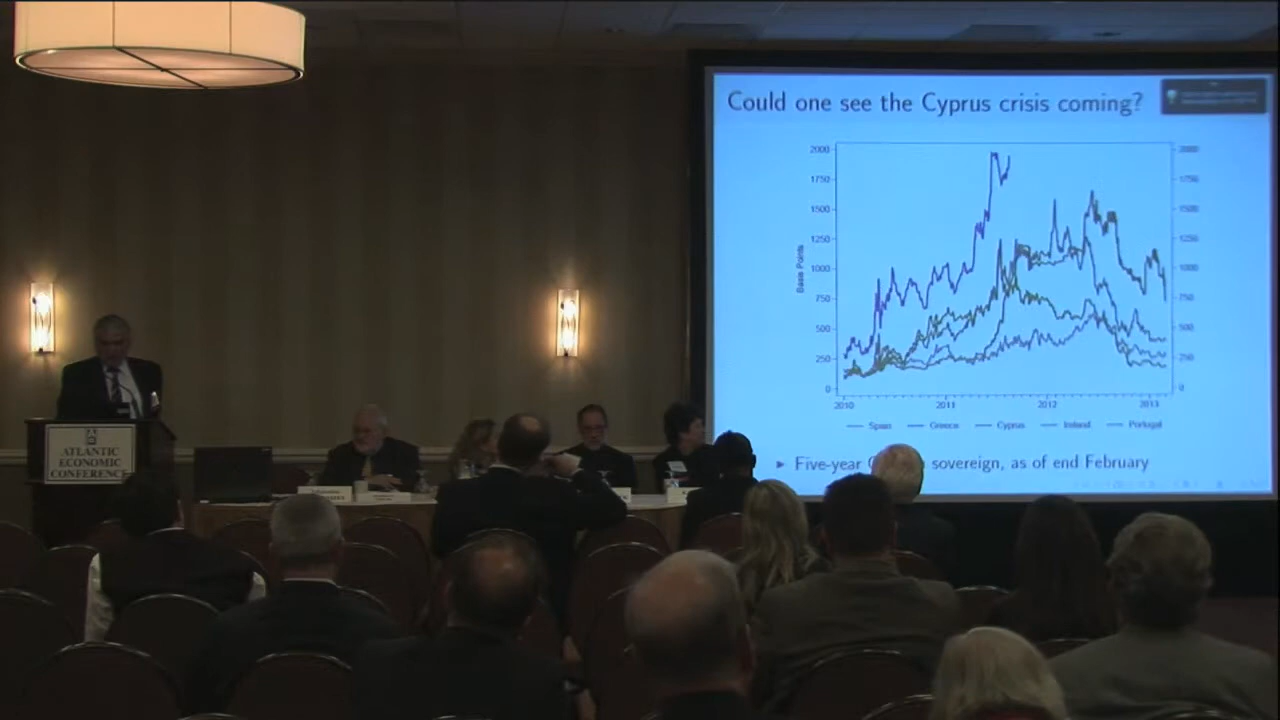 Could one see the Cyprus crisis coming?
2000 2000
1750 1750
1500 1500
1250 1250
Basis Points
1000 1000
750 750
500 500
250 250
0 0
2010 2011 2012 2013
Spain Greece Cyprus Ireland Portugal
Five-year sovereign, as of end February
ATLANTIC
ECONOMIC
CONFERENCE